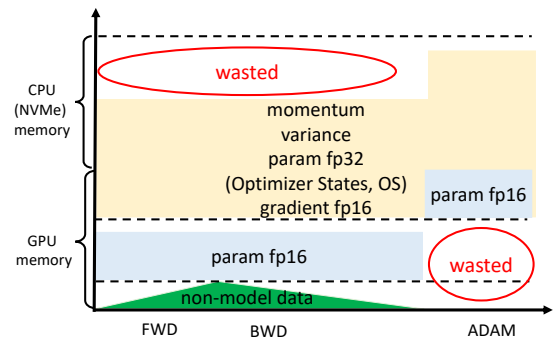 wasted
CPU
(NVMe)
memory
momentum
variance
param fp32
(Optimizer States, OS)
gradient fp16
param fp16
GPU
memory
param fp16
wasted
non-model data
FWD
BWD
ADAM